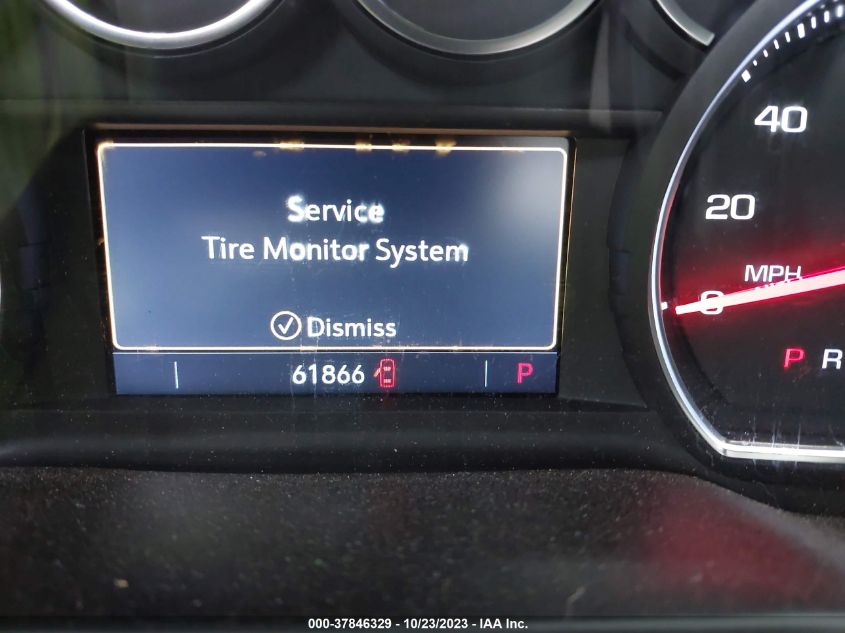 Service
Tire Monitor System
Dismiss
61866
P
40
20
MPH
0
P R
000-37846329 - 10/23/2023 - IAA Inc.